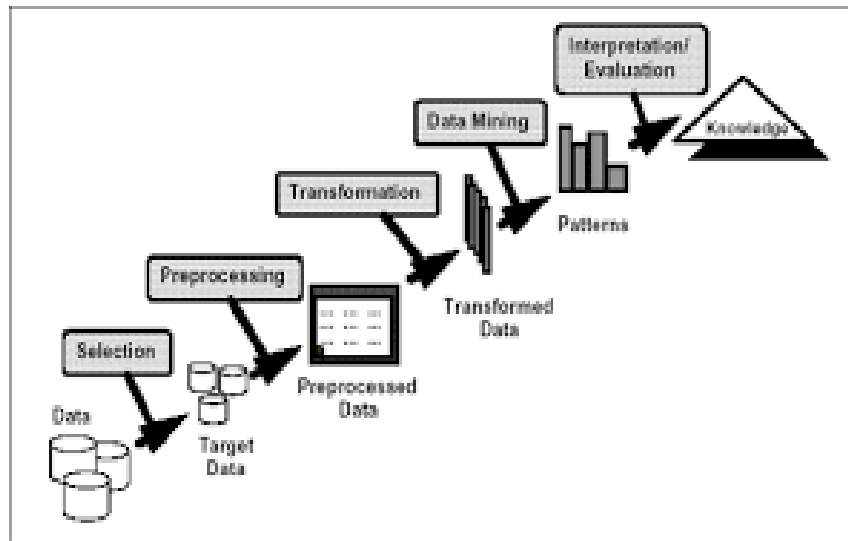 Interpretation/
Evaluation
Data Mining
Knowledge
Transformation
Patterns
Preprocessing
Transformed
Data
Selection
Preprocessed
Data
Data
Target
Data